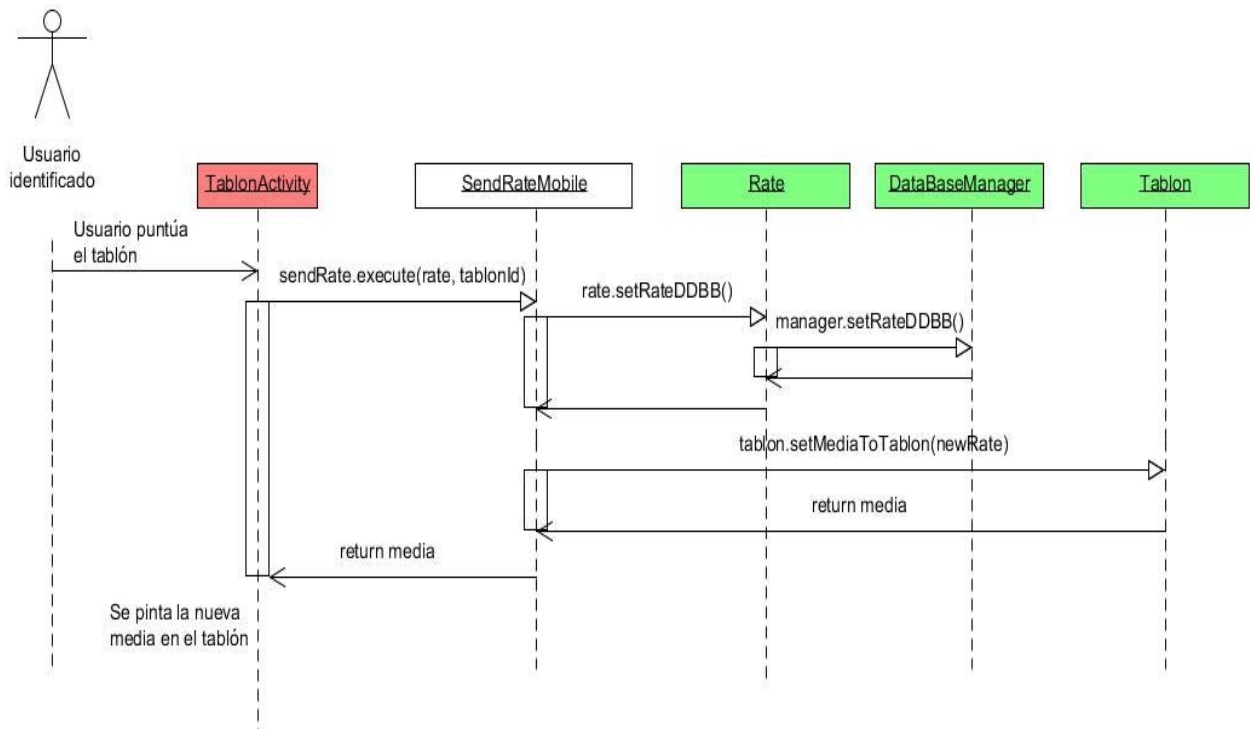 Usuario
identificado
TablonActivity
SendRateMobile
Rate
DataBaseManager
Tablon
Usuario puntúa
el tablón
sendRate.execute(rate, tablonId)
rate.setRateDDBB()
manager.setRateDDBB()
tablon.setMediaToTablon(newRate)
return media
return media
Se pinta la nueva
media en el tablón